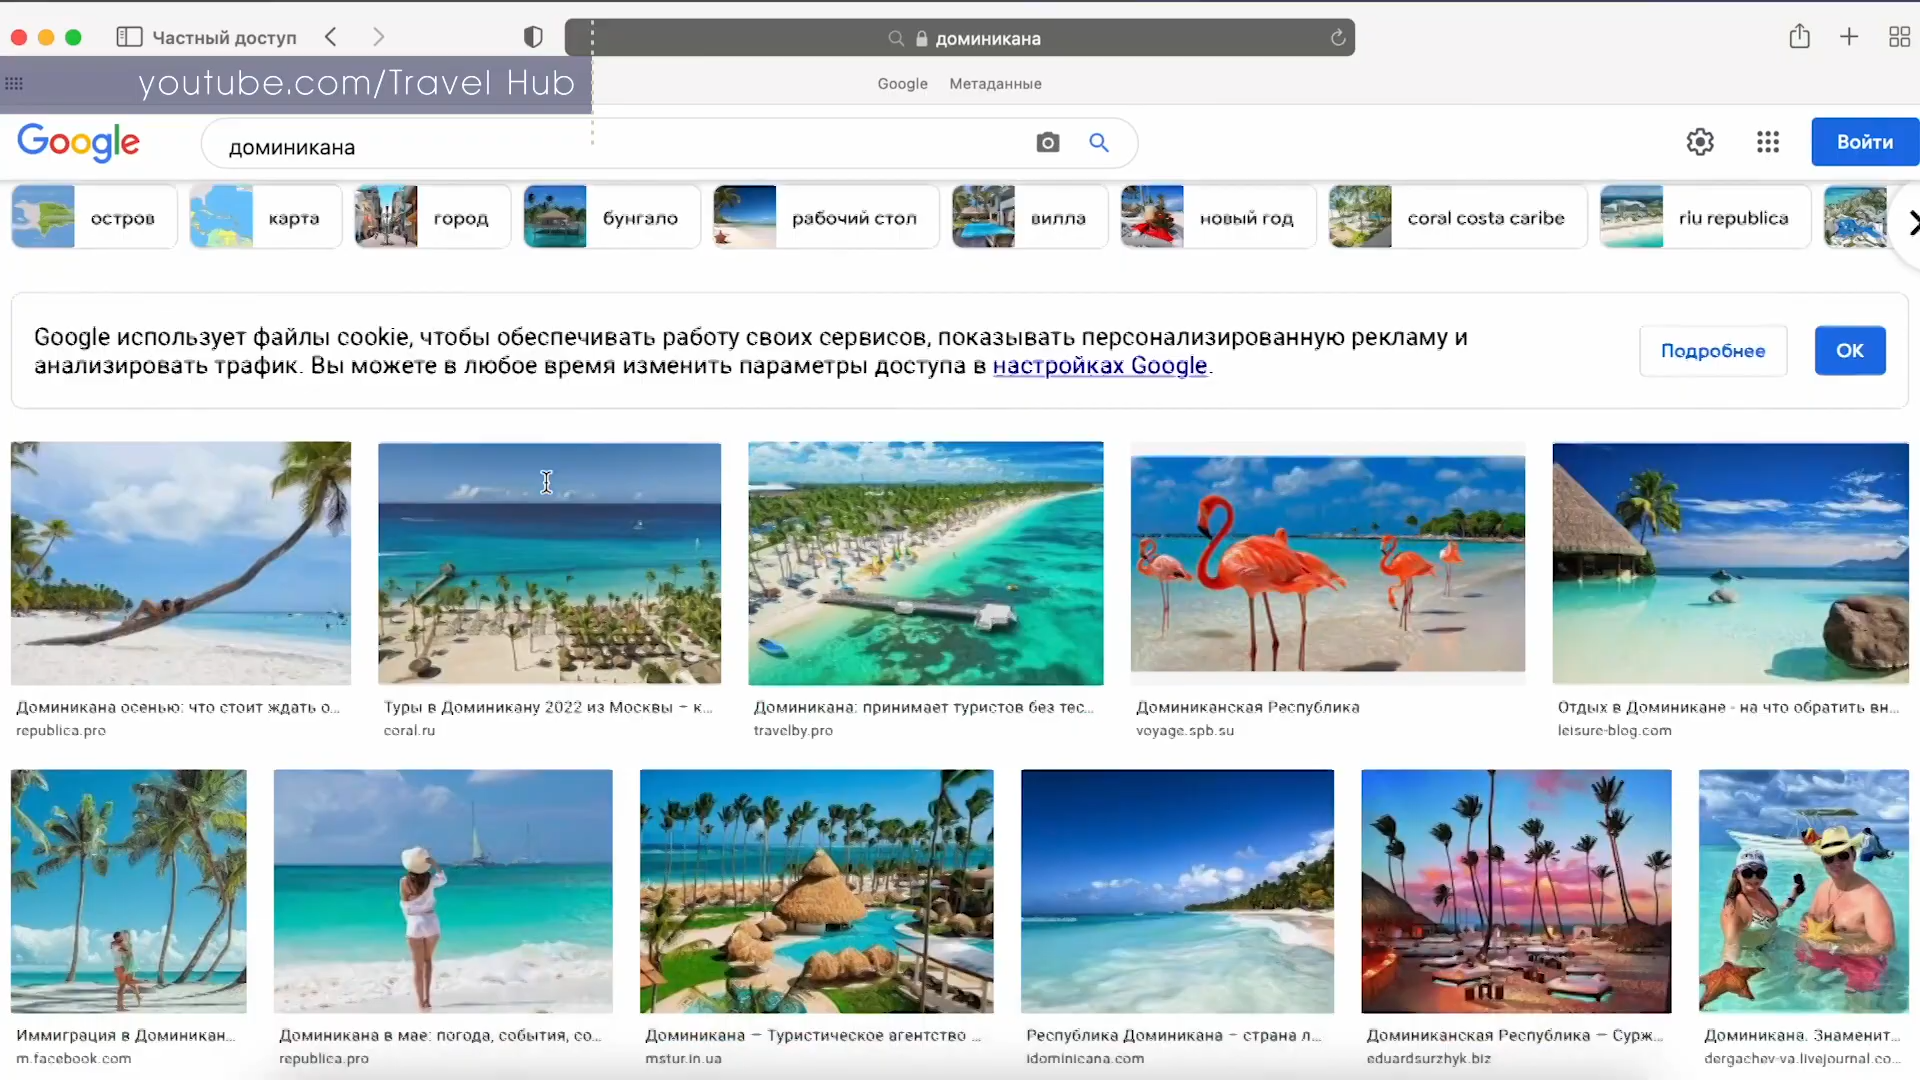 Частный доступ
доминикана
youtube.com/Travel Hub
Google
Метаданные
Google
доминикана
Войти
остров
карта
город
бунгало
рабочий стол
вилла
новый год
coral costa caribe
riu republica
Google использует файлы cookie, чтобы обеспечивать работу своих сервисов, показывать персонализированную рекламу и
анализировать трафик. Вы можете в любое время изменить параметры доступа в настройках Google.
Подробнее
ОК
Доминикана осенью: что стоит ждать о...
republica.pro
Туры в Доминикану 2022 из Москвы – к...
coral.ru
Доминикана: принимает туристов без тес...
travelby.pro
Доминиканская Республика
voyage.spb.su
Отдых в Доминикане - на что обратить вн...
leisure-blog.com
Иммиграция в Доминикан...
m.facebook.com
Доминикана в мае: погода, события, со...
republica.pro
Доминикана – Туристическое агентство ...
mstur.in.ua
Республика Доминикана – страна л...
idominicana.com
Доминиканская Республика — Сурж...
eduardsurzhyk.biz
Доминикана. Знаменит...
dergachev-va.livejournal.co...